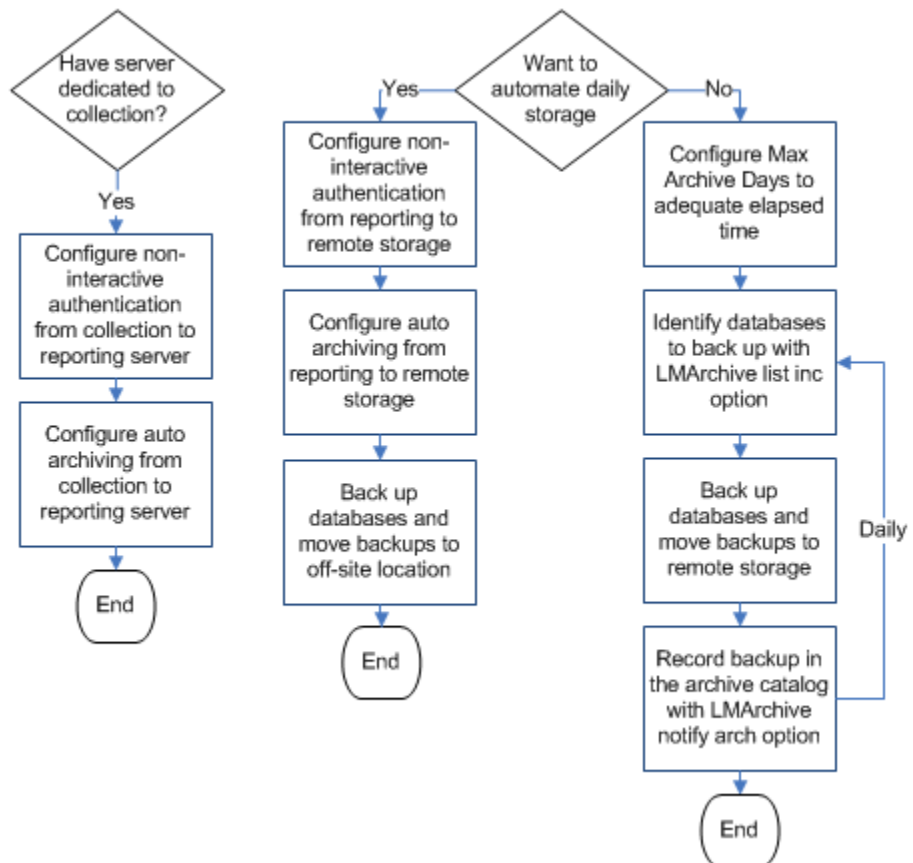 Have server
dedicated to
collection?
Yes
Configure non-
interactive
authentication
from collection to
reporting server
Configure auto
archiving from
collection to
reporting server
End
Want to
automate daily
storage
Yes
No
Configure non-
interactive
authentication
from reporting to
remote storage
Configure auto
archiving from
reporting to remote
storage
Back up
databases and
move backups to
off-site location
End
Configure Max
Archive Days to
adequate elapsed
time
Identify databases
to back up with
LMArchive list inc
option
Back up
databases and
move backups to
remote storage
Daily
Record backup in
the archive catalog
with LMArchive
notify arch option
End